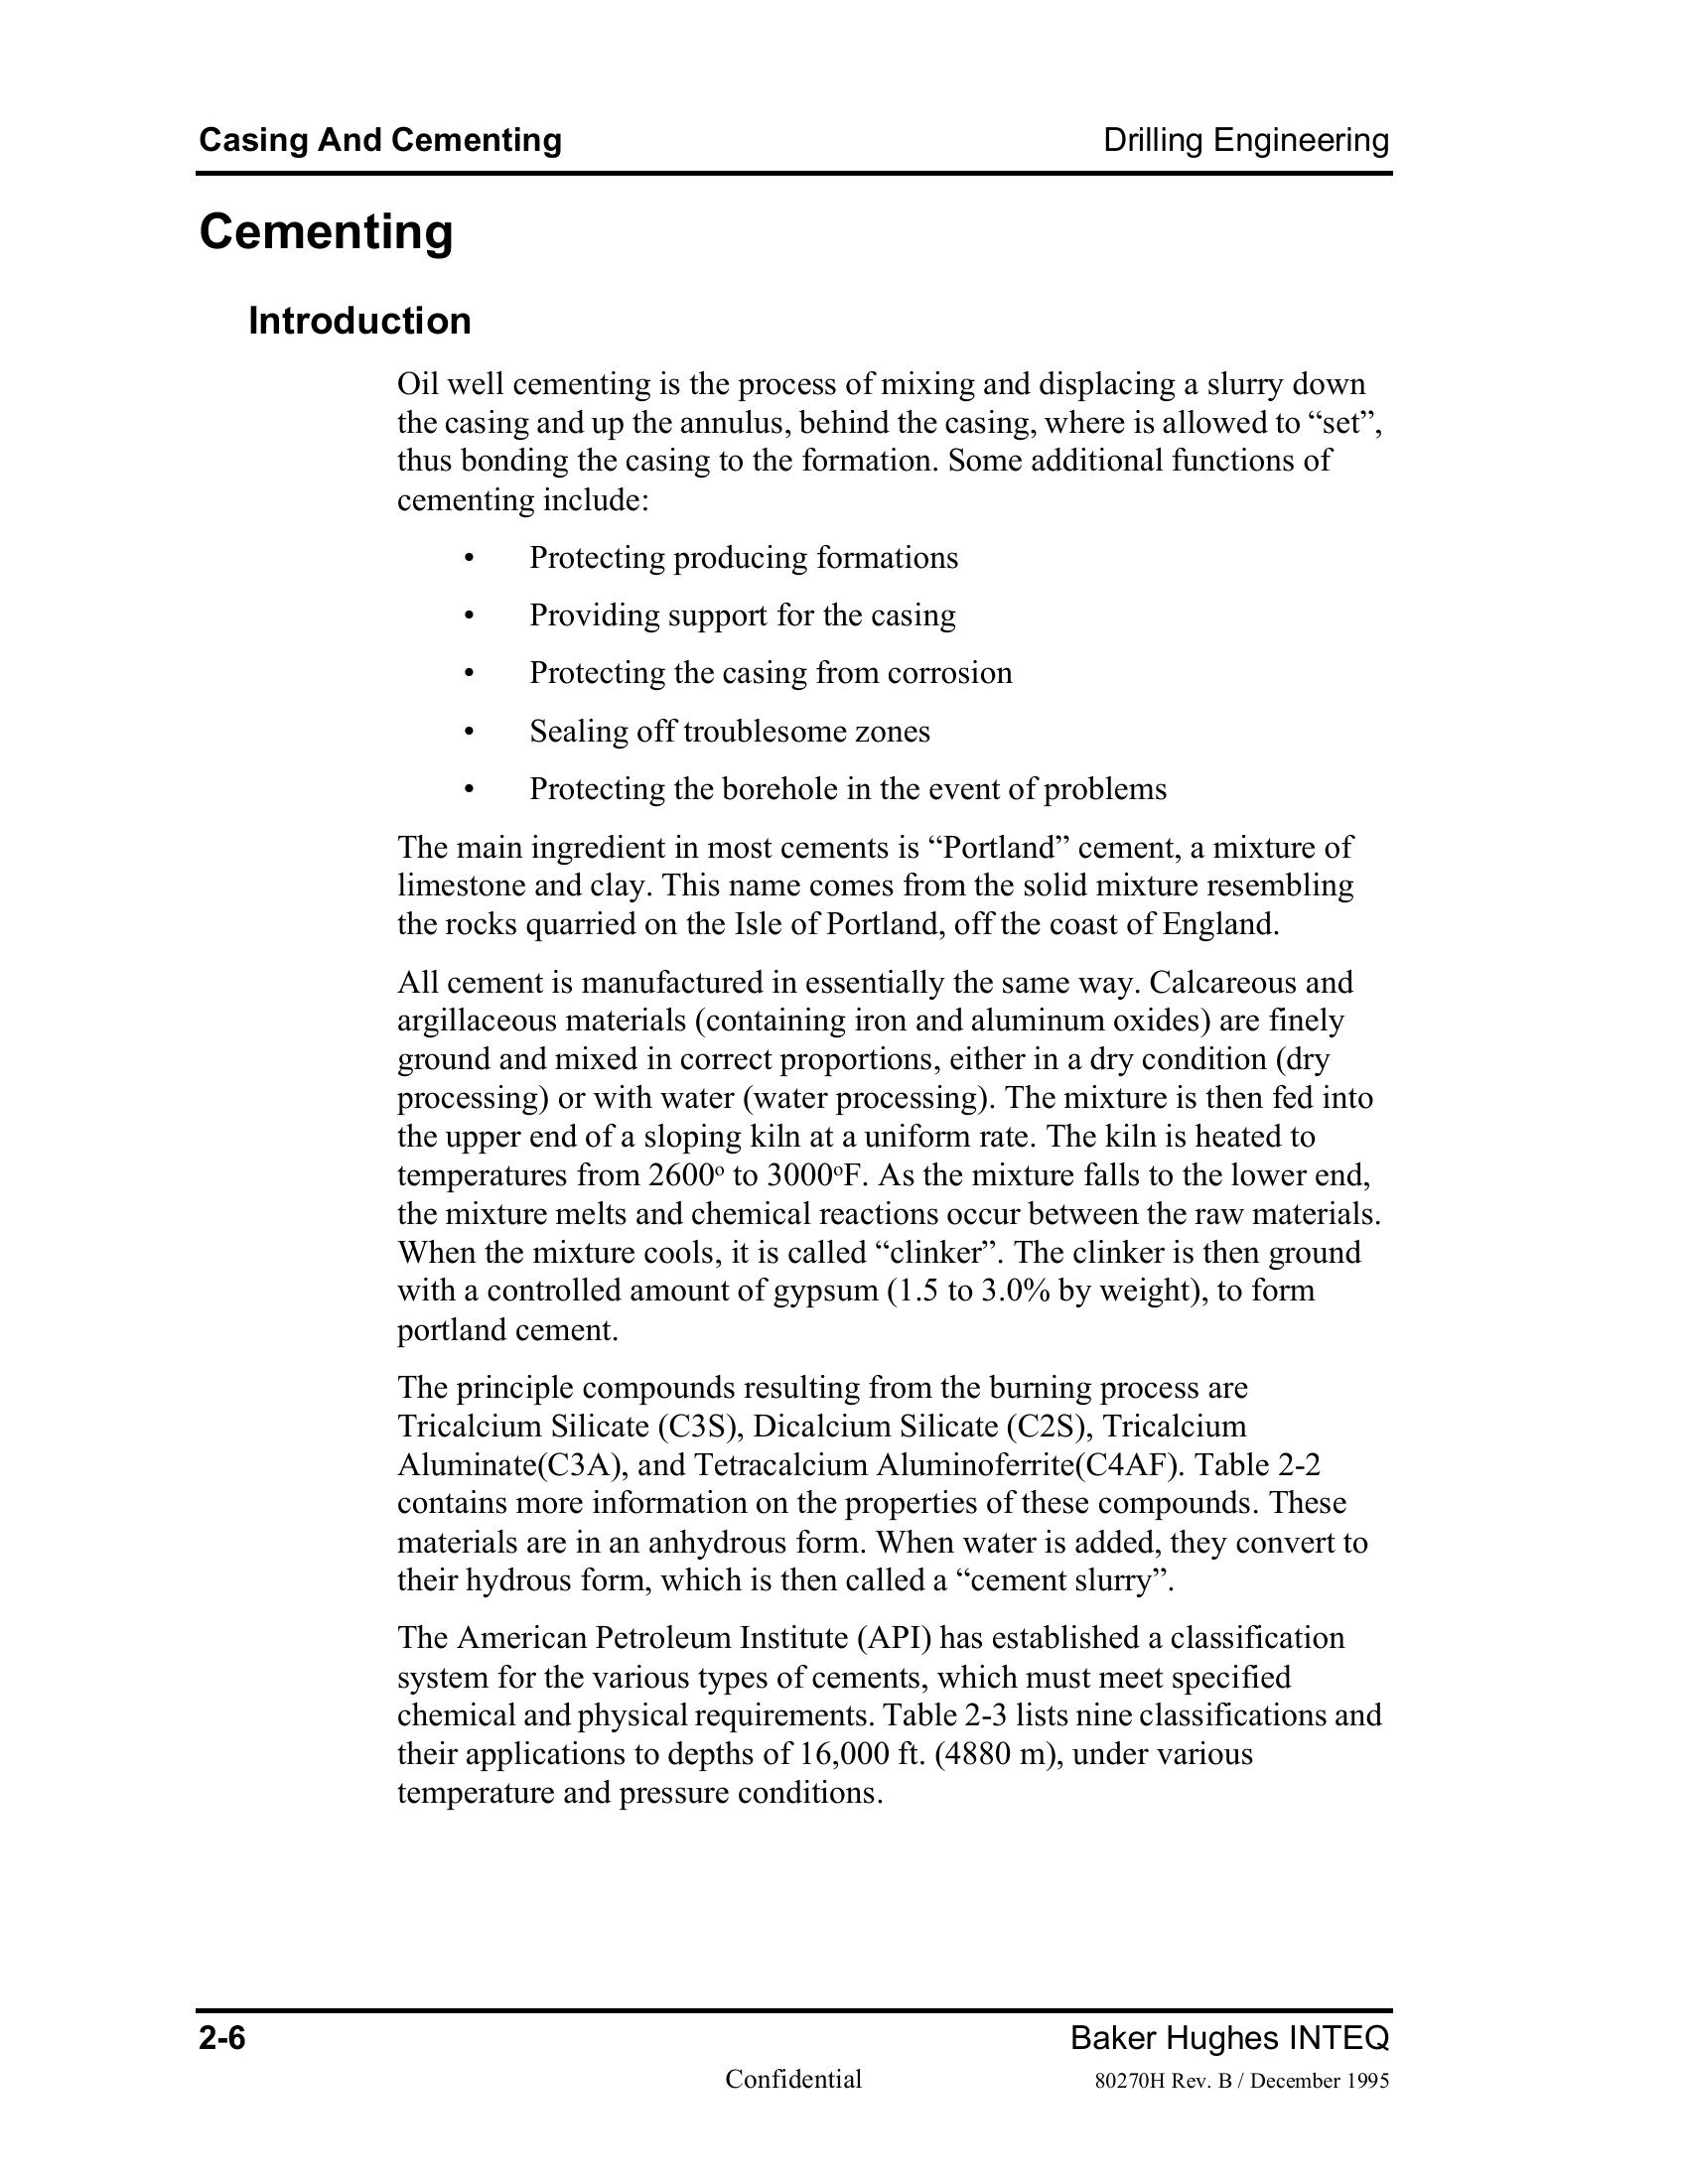 Casing And Cementing Drilling Engineering
Cementing
Introduction
Oil well cementing is the process of mixing and displacing a slurry down
the casing and up the annulus, behind the casing, where is allowed to “set”,
thus bonding the casing to the formation. Some additional functions of
cementing include:
• Protecting producing formations
• Providing support for the casing
• Protecting the casing from corrosion
• Sealing off troublesome zones
• Protecting the borehole in the event of problems
The main ingredient in most cements is “Portland” cement, a mixture of
limestone and clay. This name comes from the solid mixture resembling
the rocks quarried on the Isle of Portland, off the coast of England.
All cement is manufactured in essentially the same way. Calcareous and
argillaceous materials (containing iron and aluminum oxides) are finely
ground and mixed in correct proportions, either in a dry condition (dry
processing) or with water (water processing). The mixture is then fed into
the upper end of a sloping kiln at a uniform rate. The kiln is heated to
temperatures from 2600º to 3000ºF. As the mixture falls to the lower end,
the mixture melts and chemical reactions occur between the raw materials.
When the mixture cools, it is called “clinker”. The clinker is then ground
with a controlled amount of gypsum (1.5 to 3.0% by weight), to form
portland cement.
The principle compounds resulting from the burning process are
Tricalcium Silicate (C3S), Dicalcium Silicate (C2S), Tricalcium
Aluminate(C3A), and Tetracalcium Aluminoferrite(C4AF). Table 2-2
contains more information on the properties of these compounds. These
materials are in an anhydrous form. When water is added, they convert to
their hydrous form, which is then called a “cement slurry”.
The American Petroleum Institute (API) has established a classification
system for the various types of cements, which must meet specified
chemical and physical requirements. Table 2-3 lists nine classifications and
their applications to depths of 16,000 ft. (4880 m), under various
temperature and pressure conditions.
2-6 Baker Hughes INTEQ
Confidential 80270H Rev. B / December 1995